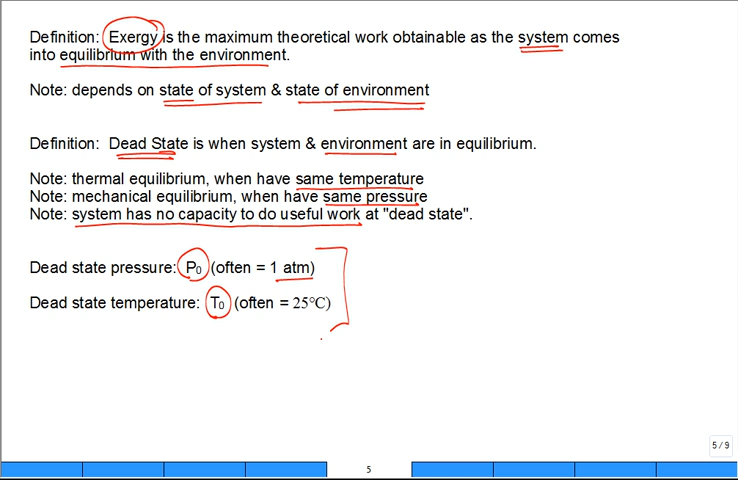 Definition: Exergy is the maximum theoretical work obtainable as the system comes
into equilibrium with the environment.
Note: depends on state of system & state of environment
Definition: Dead State is when system & environment are in equilibrium.
Note: thermal equilibrium, when have same temperature
Note: mechanical equilibrium, when have same pressure
Note: system has no capacity to do useful work at "dead state".
Dead state pressure: P₀ (often = 1 atm)
Dead state temperature: T₀ (often = 25°C)
5 / 9
5